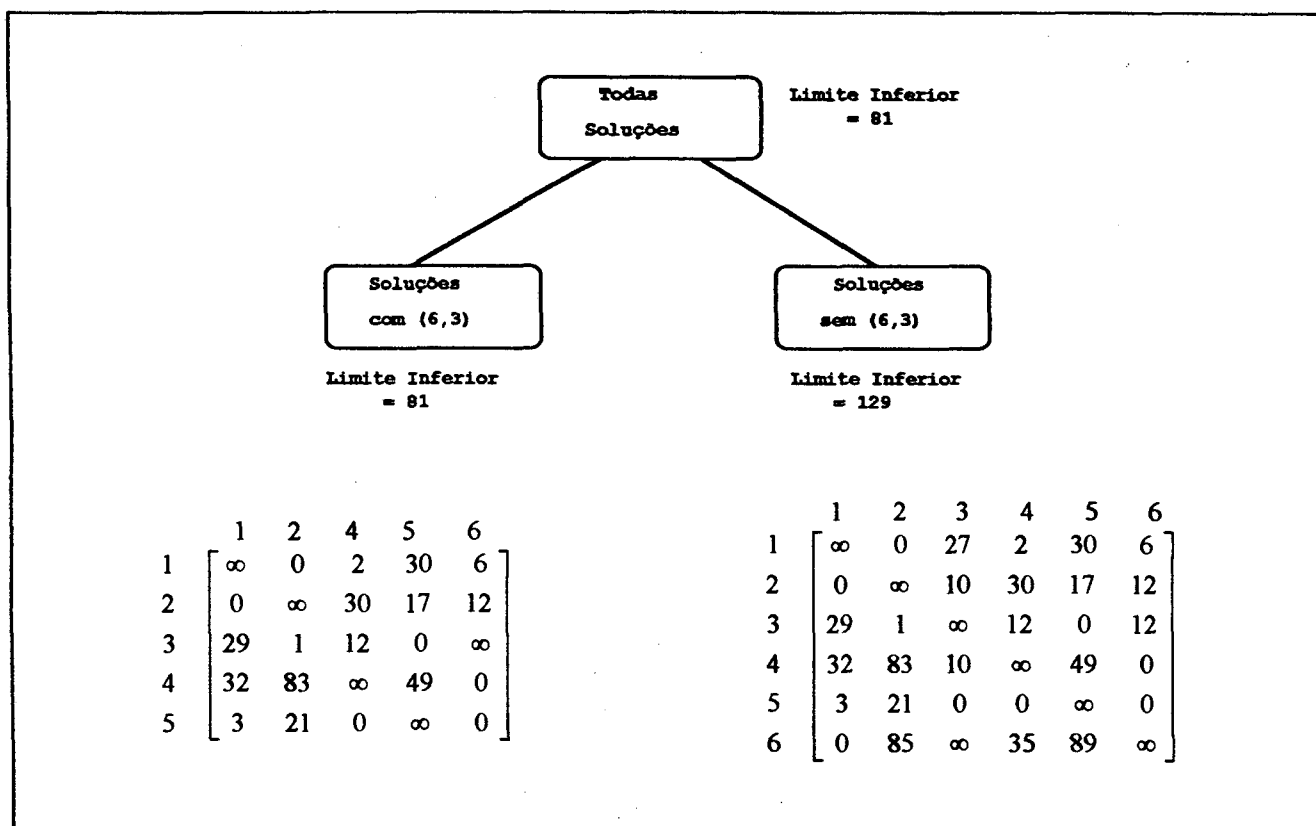 Todas
Soluções
Limite Inferior
= 81
Soluções
com (6,3)
Soluções
sem (6,3)
Limite Inferior
= 81
Limite Inferior
= 129
1 2 4 5 6
1 ∞ 0 2 30 6
2 0 ∞ 30 17 12
3 29 1 12 0 ∞
4 32 83 ∞ 49 0
5 3 21 0 ∞ 0
1 2 3 4 5 6
1 ∞ 0 27 2 30 6
2 0 ∞ 10 30 17 12
3 29 1 ∞ 12 0 12
4 32 83 10 ∞ 49 0
5 3 21 0 0 ∞ 0
6 0 85 ∞ 35 89 ∞